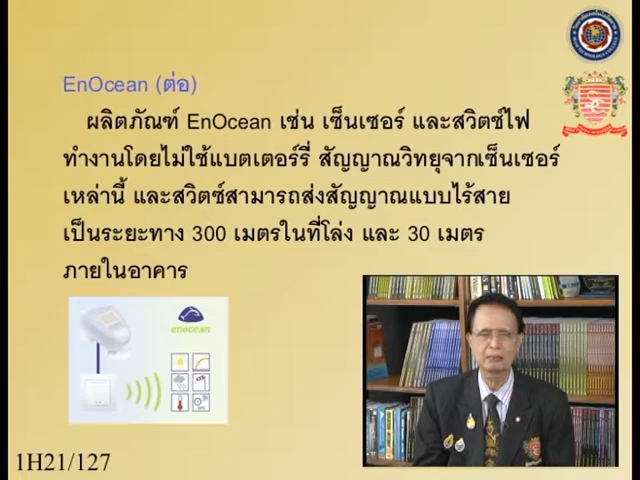 EnOcean (ต่อ)
ผลิตภัณฑ์ EnOcean เช่น เซ็นเซอร์ และสวิตช์ไฟ
ทำงานโดยไม่ใช้แบตเตอร์รี่ สัญญาณวิทยุจากเซ็นเซอร์
เหล่านี้ และสวิตซ์สามารถส่งสัญญาณแบบไร้สาย
เป็นระยะทาง 300 เมตรในที่โล่ง และ 30 เมตร
ภายในอาคาร
enocean
1H21/127